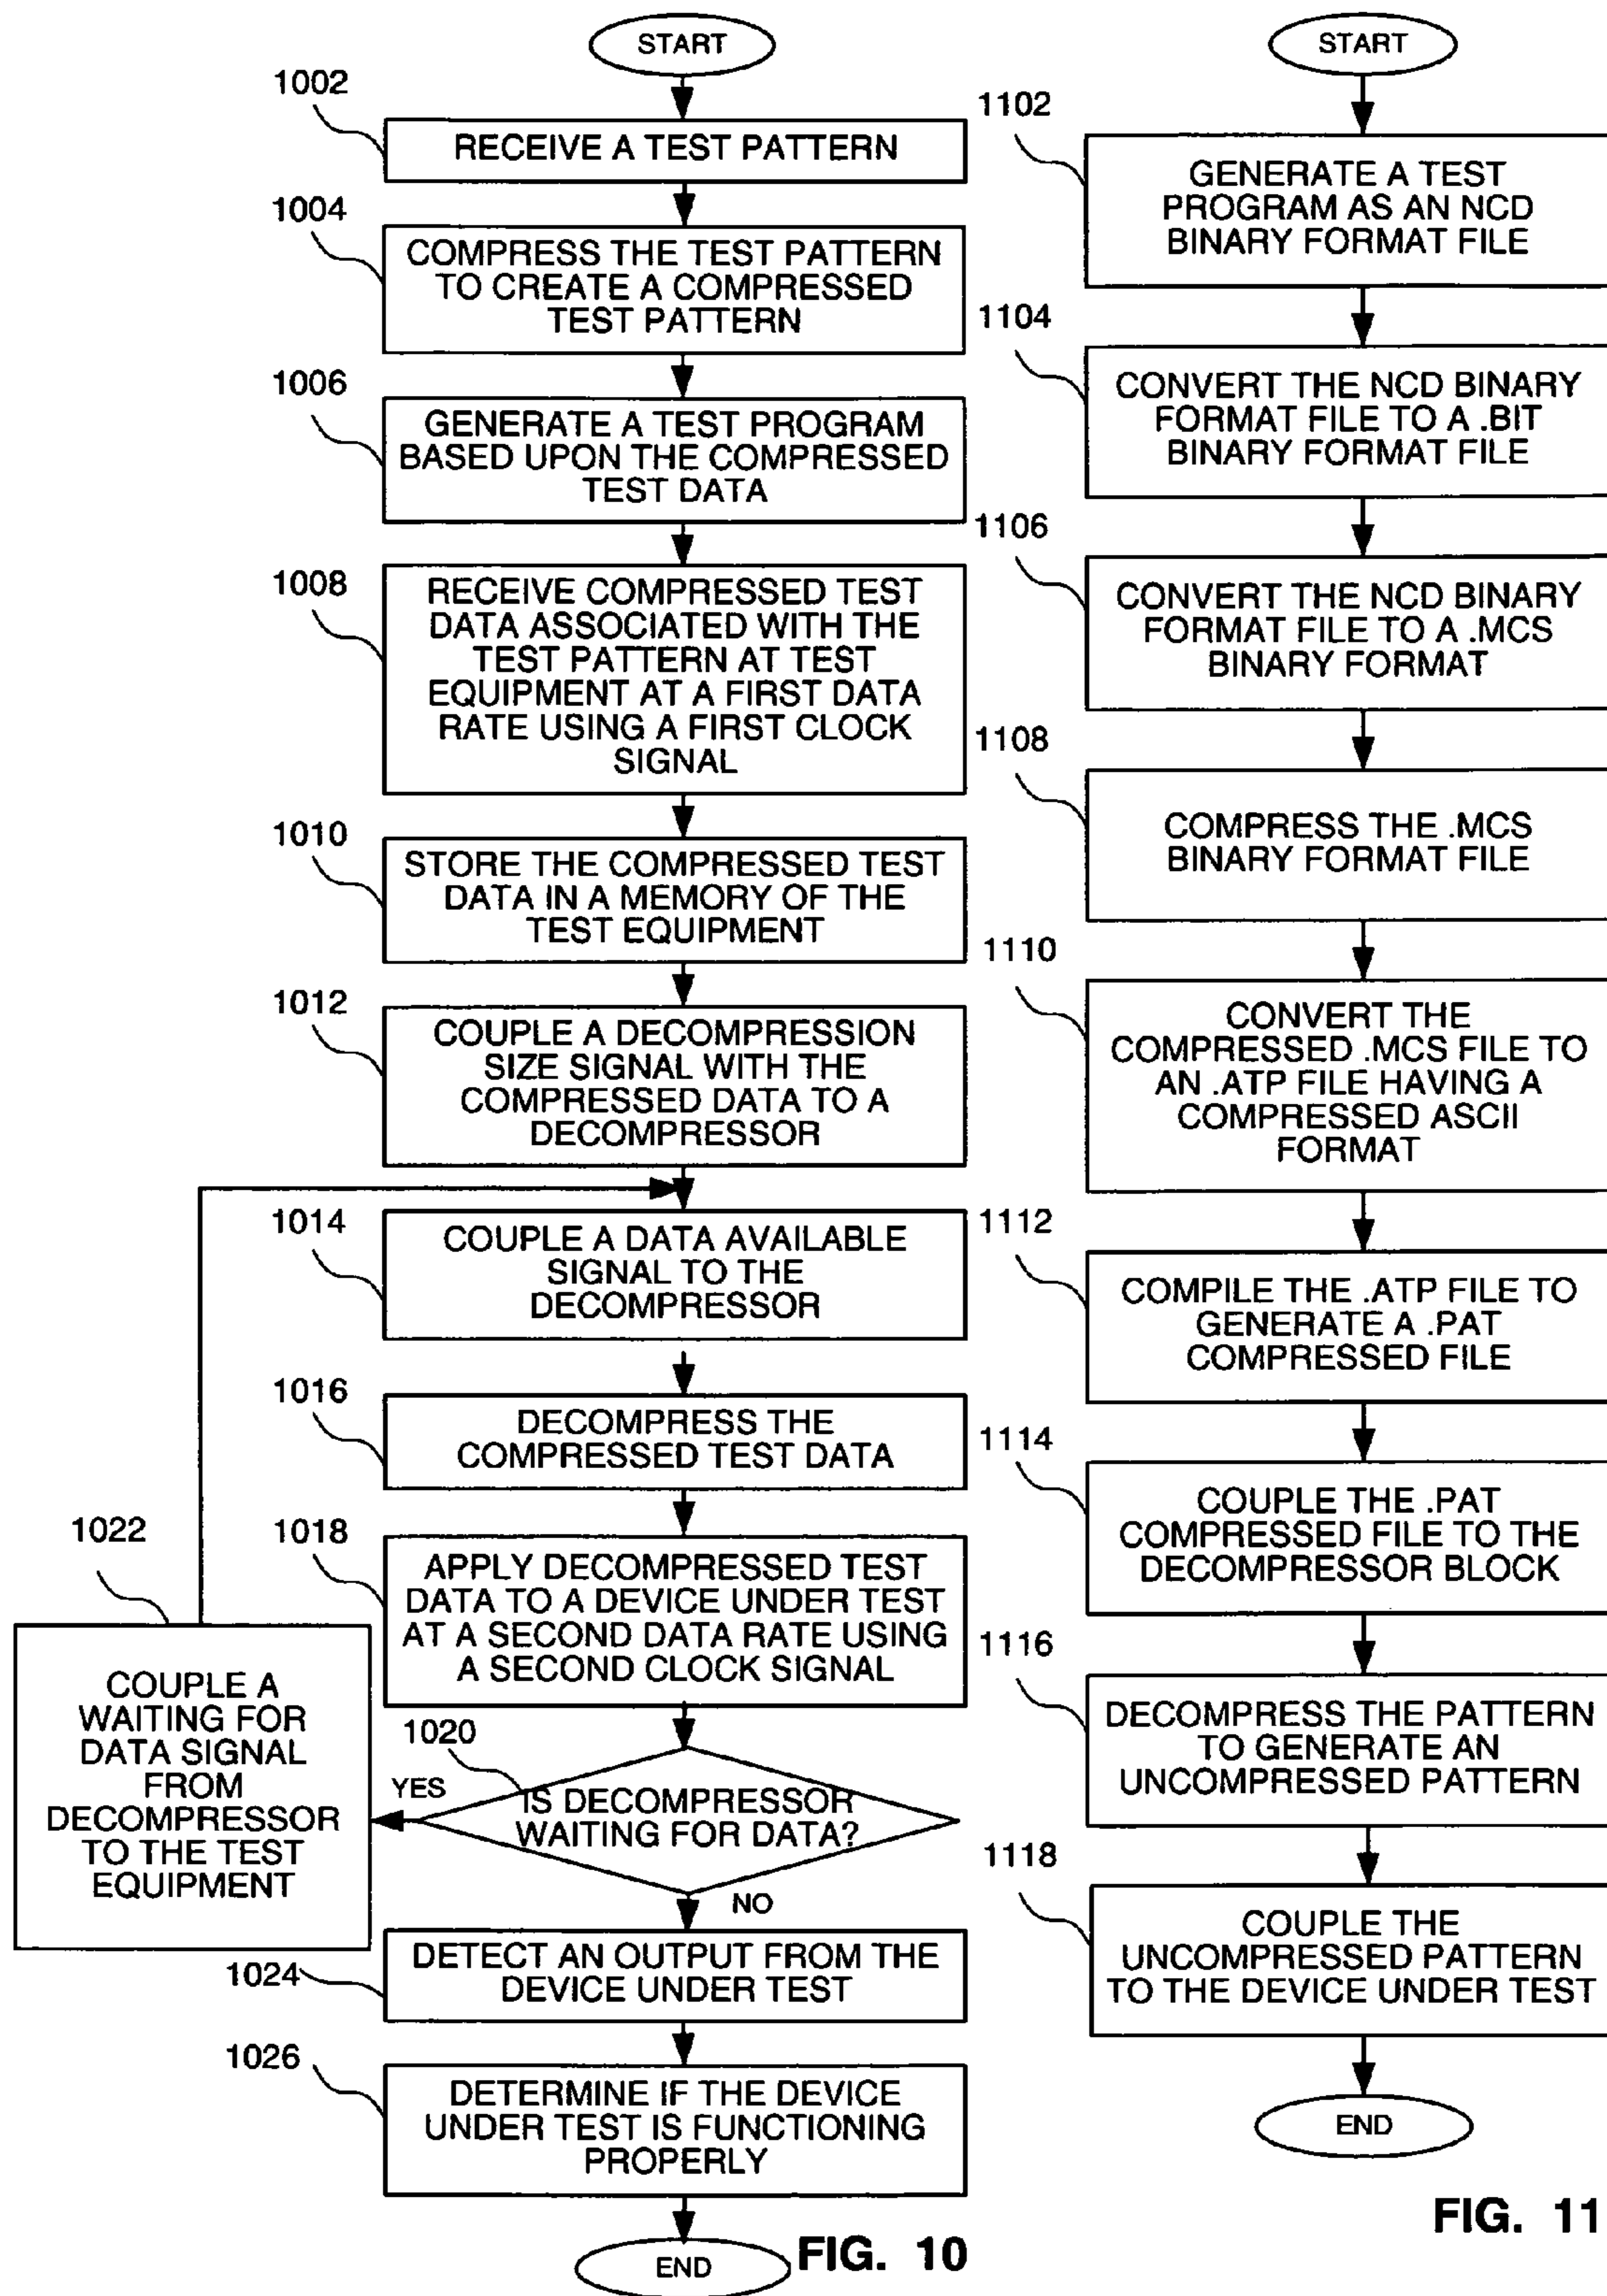 START
1002
RECEIVE A TEST PATTERN
1004
COMPRESS THE TEST PATTERN
TO CREATE A COMPRESSED
TEST PATTERN
1006
GENERATE A TEST PROGRAM
BASED UPON THE COMPRESSED
TEST DATA
1008
RECEIVE COMPRESSED TEST
DATA ASSOCIATED WITH THE
TEST PATTERN AT TEST
EQUIPMENT AT A FIRST DATA
RATE USING A FIRST CLOCK
SIGNAL
1010
STORE THE COMPRESSED TEST
DATA IN A MEMORY OF THE
TEST EQUIPMENT
1012
COUPLE A DECOMPRESSION
SIZE SIGNAL WITH THE
COMPRESSED DATA TO A
DECOMPRESSOR
1014
COUPLE A DATA AVAILABLE
SIGNAL TO THE
DECOMPRESSOR
1016
DECOMPRESS THE
COMPRESSED TEST DATA
1018
APPLY DECOMPRESSED TEST
DATA TO A DEVICE UNDER TEST
AT A SECOND DATA RATE USING
A SECOND CLOCK SIGNAL
1020
IS DECOMPRESSOR
WAITING FOR DATA?
YES
1022
COUPLE A
WAITING FOR
DATA SIGNAL
FROM
DECOMPRESSOR
TO THE TEST
EQUIPMENT
NO
1024
DETECT AN OUTPUT FROM THE
DEVICE UNDER TEST
1026
DETERMINE IF THE DEVICE
UNDER TEST IS FUNCTIONING
PROPERLY
END
FIG. 10
START
1102
GENERATE A TEST
PROGRAM AS AN NCD
BINARY FORMAT FILE
1104
CONVERT THE NCD BINARY
FORMAT FILE TO A .BIT
BINARY FORMAT FILE
1106
CONVERT THE NCD BINARY
FORMAT FILE TO A .MCS
BINARY FORMAT
1108
COMPRESS THE .MCS
BINARY FORMAT FILE
1110
CONVERT THE
COMPRESSED .MCS FILE TO
AN .ATP FILE HAVING A
COMPRESSED ASCII
FORMAT
1112
COMPILE THE .ATP FILE TO
GENERATE A .PAT
COMPRESSED FILE
1114
COUPLE THE .PAT
COMPRESSED FILE TO THE
DECOMPRESSOR BLOCK
1116
DECOMPRESS THE PATTERN
TO GENERATE AN
UNCOMPRESSED PATTERN
1118
COUPLE THE
UNCOMPRESSED PATTERN
TO THE DEVICE UNDER TEST
END
FIG. 11